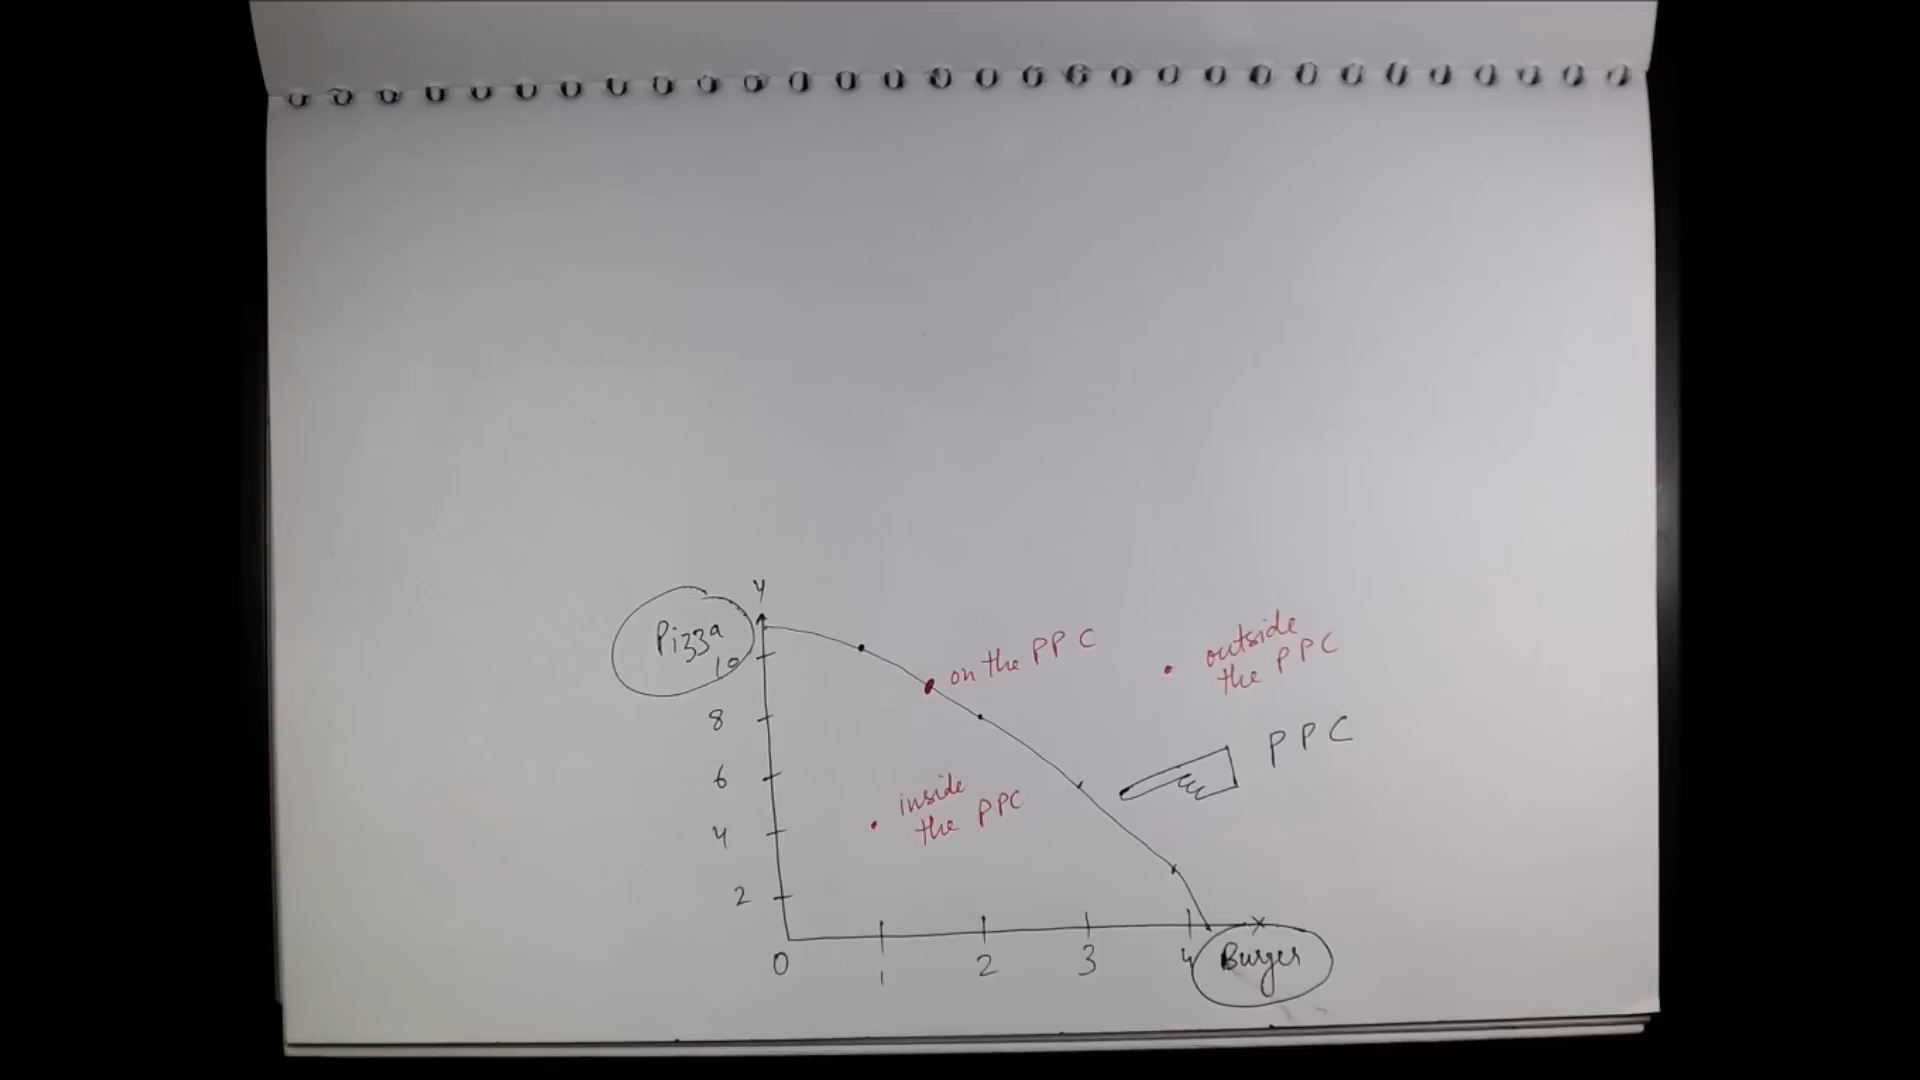 y
Pizza
10
on the PPC
outside
the PPC
8
PPC
6
inside
the PPC
4
2
x
0
1
2
3
4
Burger